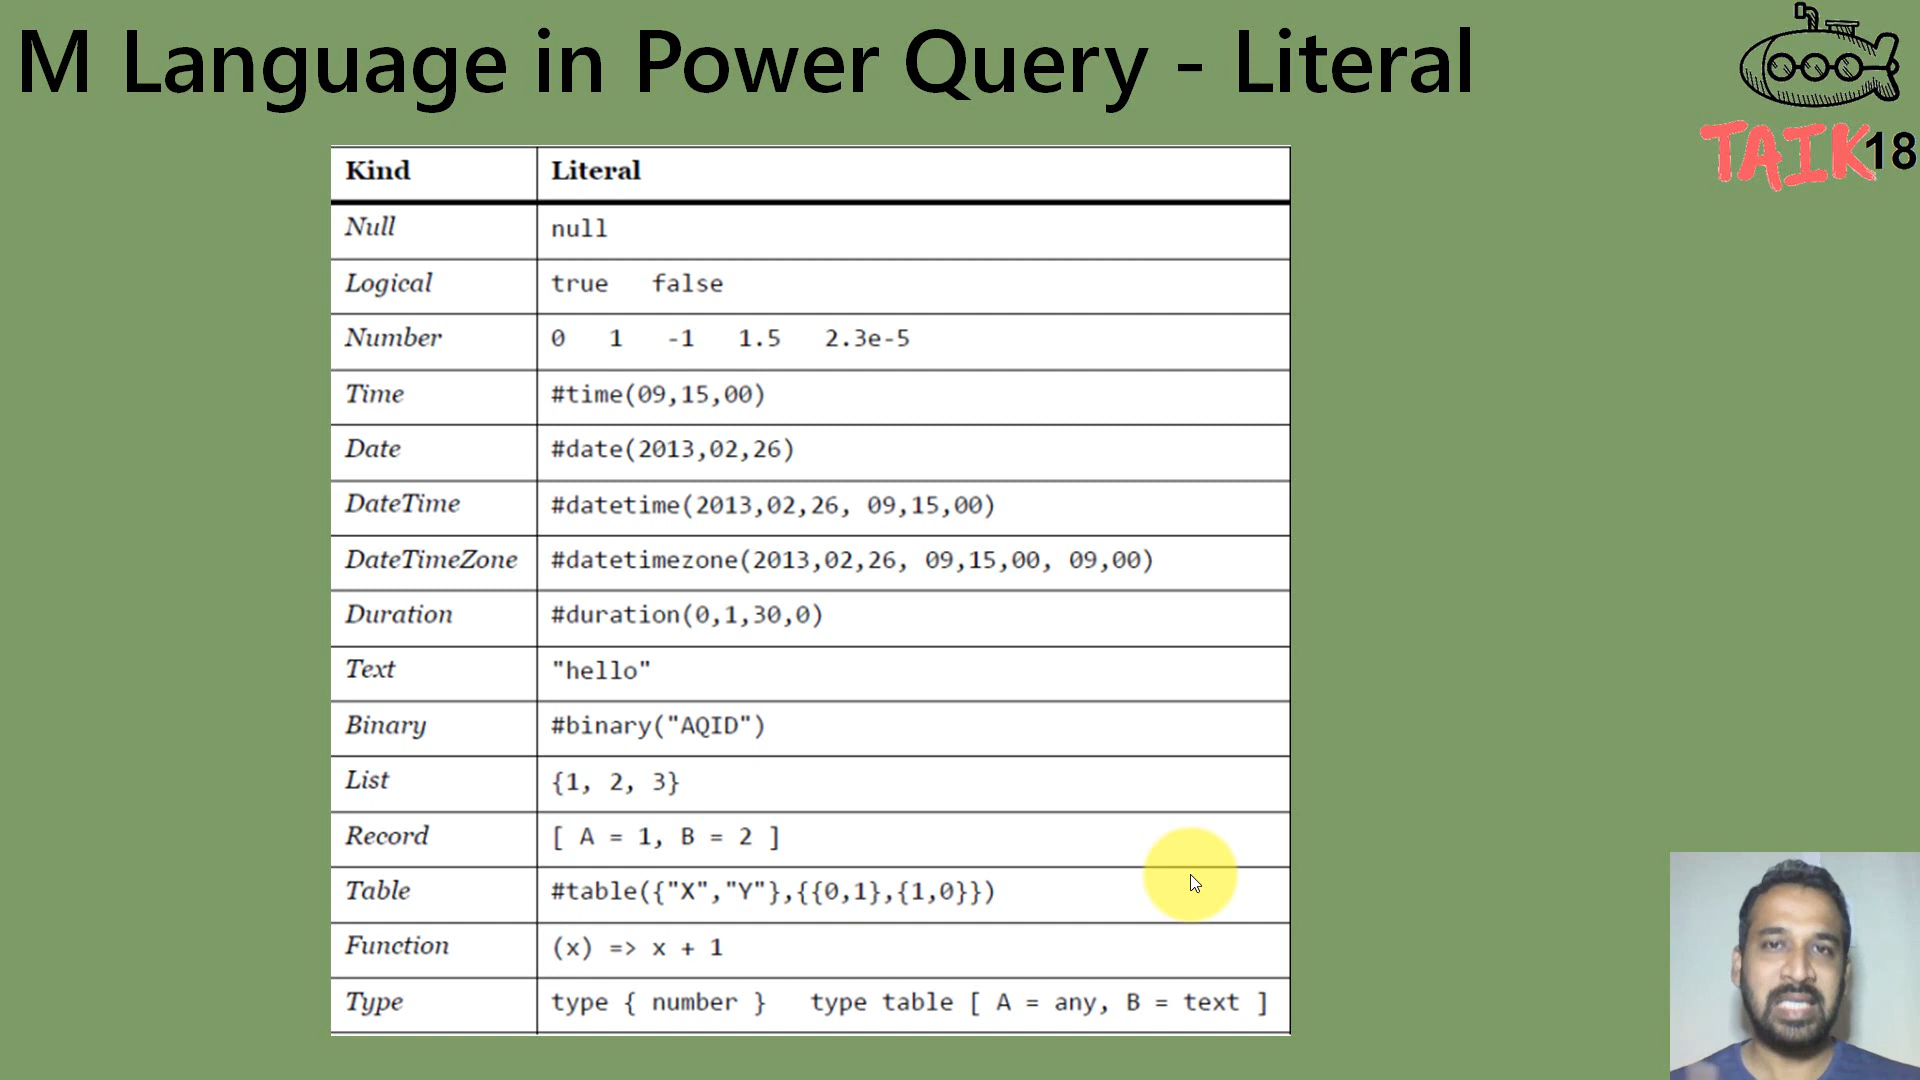 M Language in Power Query - Literal
TAIK18
Kind Literal
Null null
Logical true false
Number 0 1 -1 1.5 2.3e-5
Time #time(09,15,00)
Date #date(2013,02,26)
DateTime #datetime(2013,02,26, 09,15,00)
DateTimeZone #datetimezone(2013,02,26, 09,15,00, 09,00)
Duration #duration(0,1,30,0)
Text "hello"
Binary #binary("AQID")
List {1, 2, 3}
Record [ A = 1, B = 2 ]
Table #table({"X","Y"},{{0,1},{1,0}})
Function (x) => x + 1
Type type { number } type table [ A = any, B = text ]